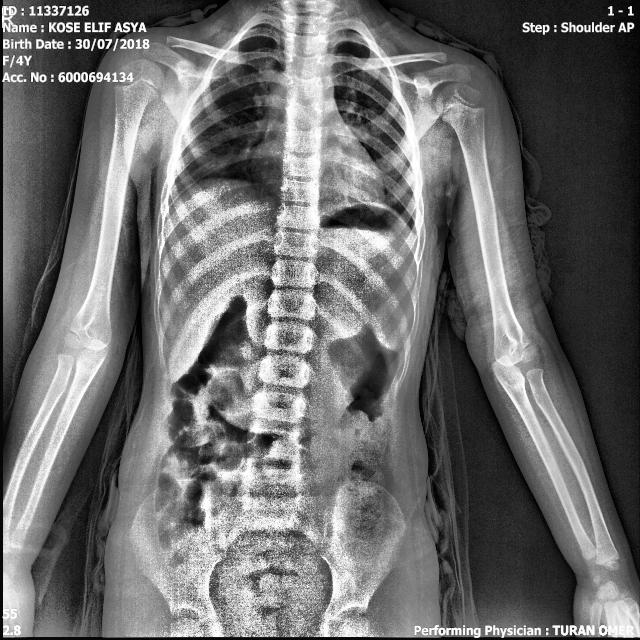 ID : 11337126
Name : KOSE ELIF ASYA
Birth Date : 30/07/2018
F/4Y
Acc. No : 6000694134
1 - 1
Step : Shoulder AP
R
55
2.8
Performing Physician : TURAN OMER